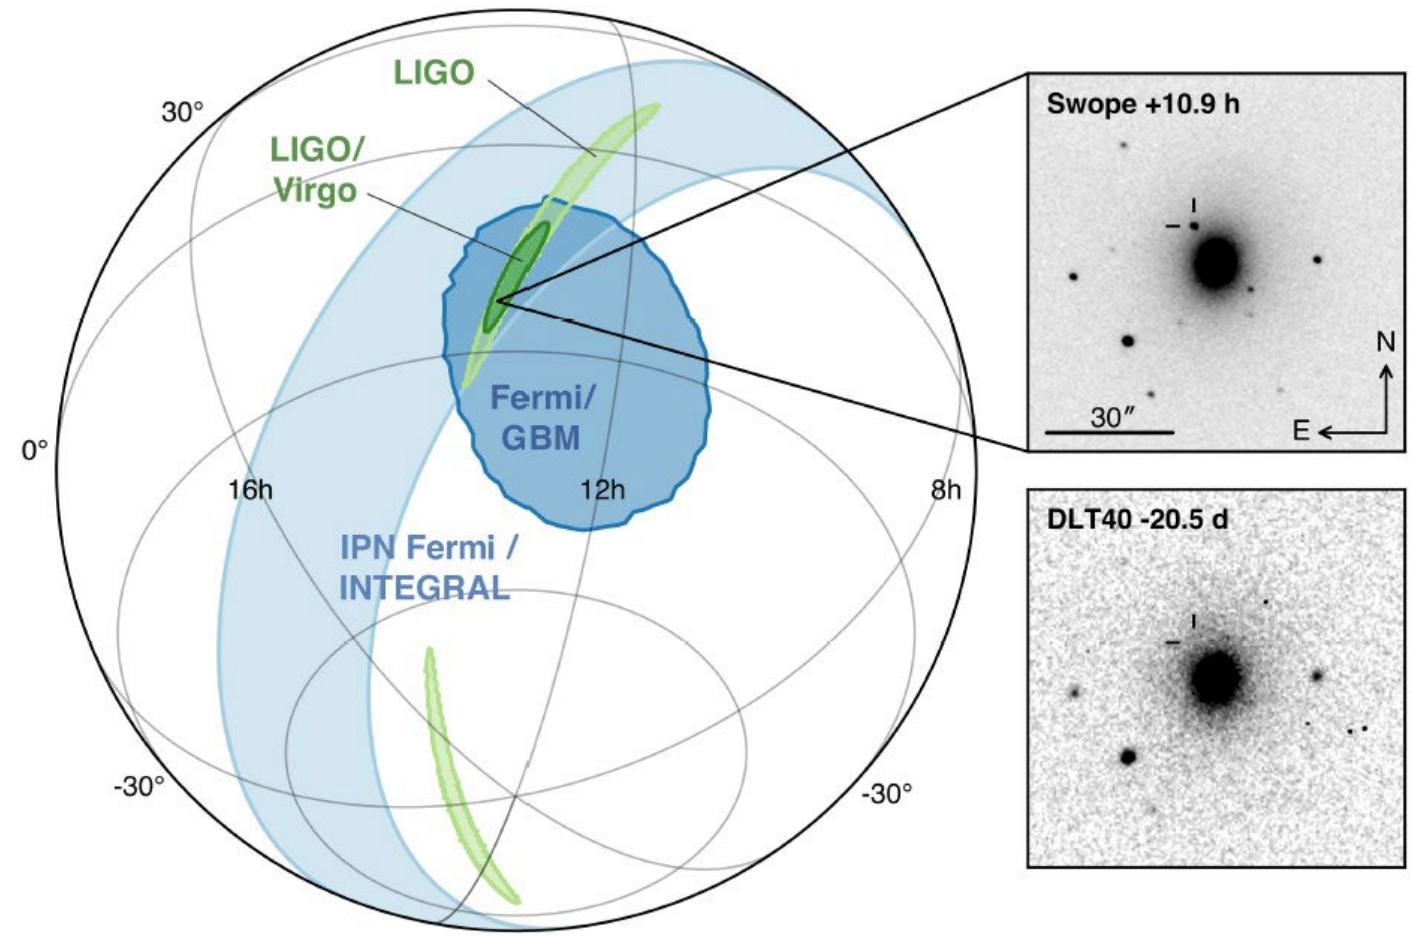 LIGO
30°
LIGO/
Virgo
Swope +10.9 h
N
30″
E
Fermi/
GBM
0°
16h
12h
8h
DLT40 -20.5 d
IPN Fermi /
INTEGRAL
-30°
-30°